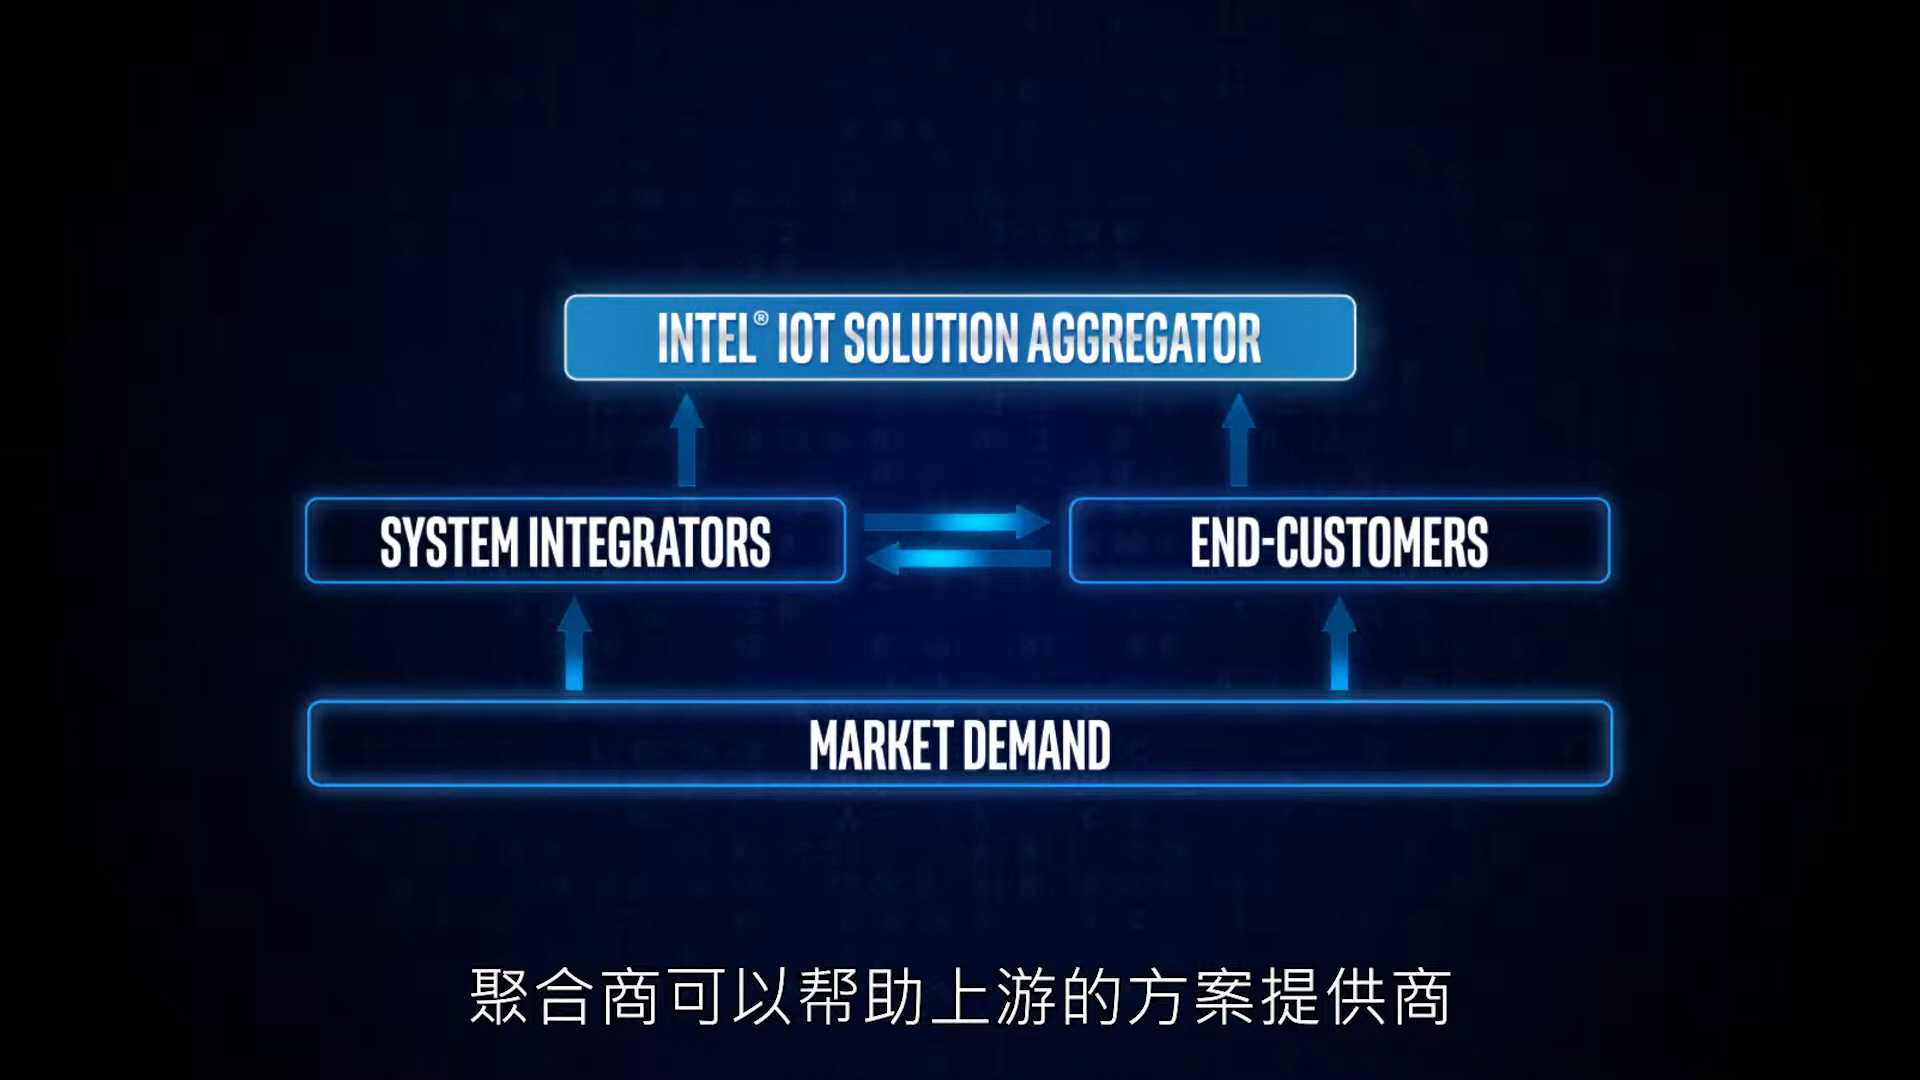 INTEL® IOT SOLUTION AGGREGATOR
SYSTEM INTEGRATORS
END-CUSTOMERS
MARKET DEMAND
聚合商可以帮助上游的方案提供商